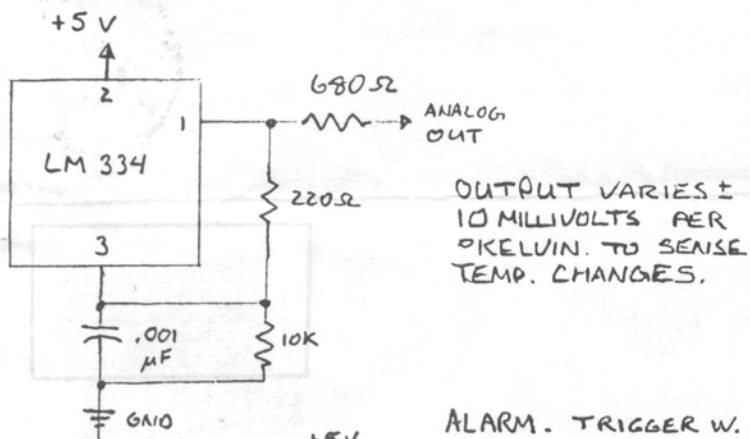 +5 V
2
680Ω
1
ANALOG
OUT
LM 334
220Ω
OUTPUT VARIES ±
10 MILLIVOLTS PER
°KELVIN. TO SENSE
TEMP. CHANGES.
3
.001
μF
10K
GND
+5V
ALARM. TRIGGER W.